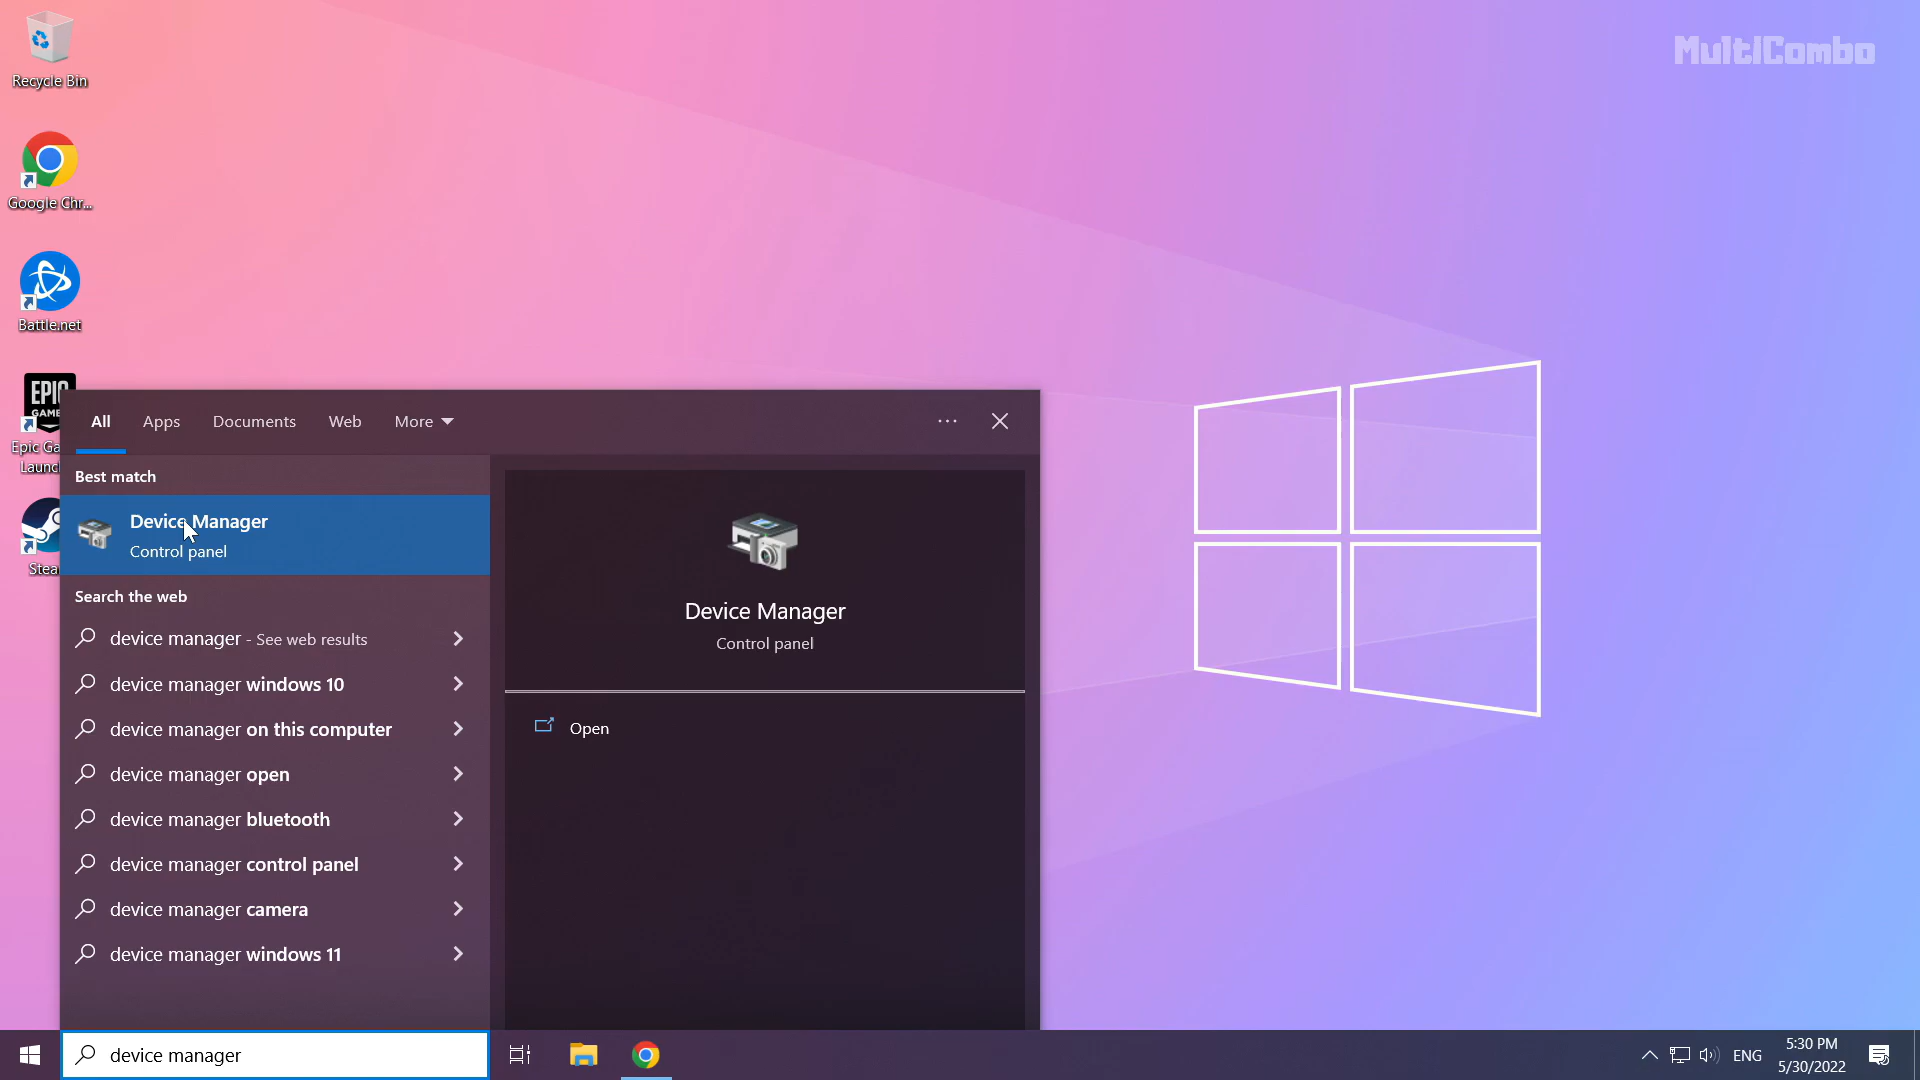 MultiCombo
Recycle Bin
Google Chr...
Battle.net
EPIC
GAM
Epic Ga
Launc
Stea
All
Apps
Documents
Web
More
Best match
Device Manager
Control panel
Search the web
device manager - See web results
device manager windows 10
device manager on this computer
device manager open
device manager bluetooth
device manager control panel
device manager camera
device manager windows 11
Device Manager
Control panel
Open
device manager
ENG
5:30 PM
5/30/2022